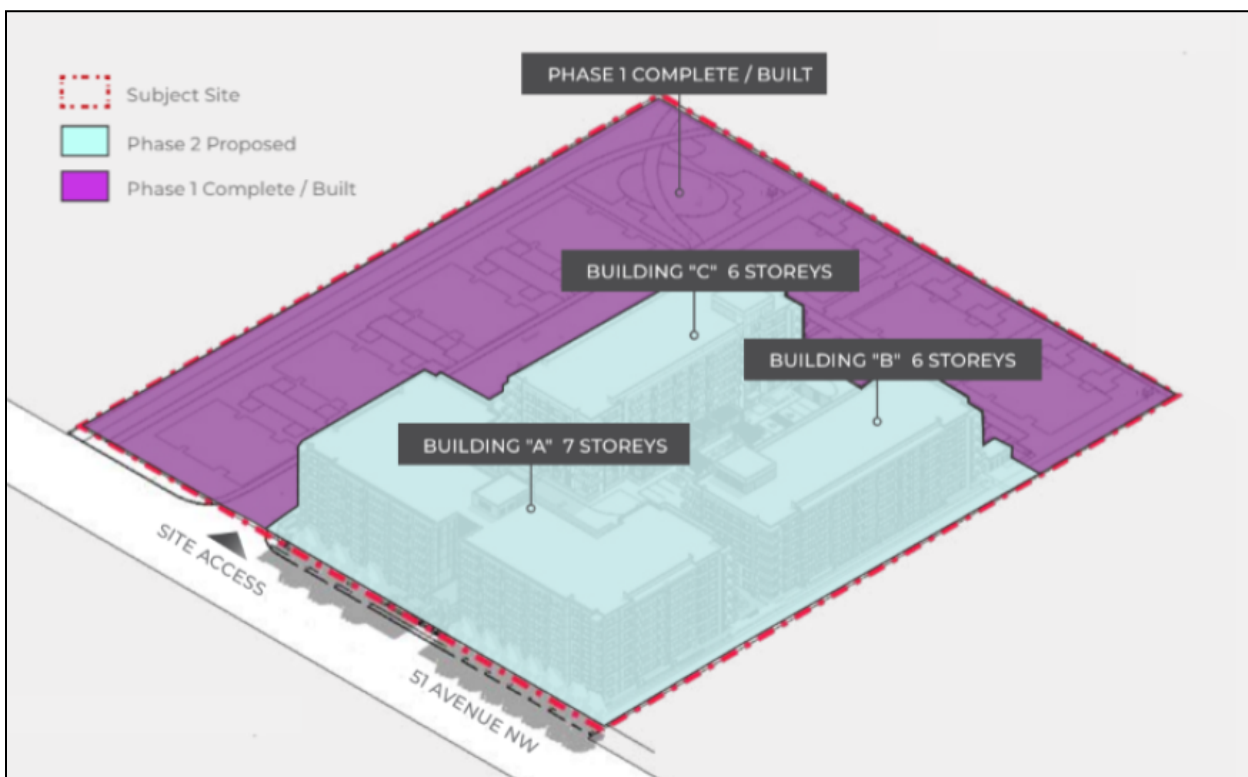 PHASE 1 COMPLETE / BUILT
Subject Site
Phase 2 Proposed
Phase 1 Complete / Built
BUILDING "C" 6 STOREYS
BUILDING "B" 6 STOREYS
BUILDING "A" 7 STOREYS
SITE ACCESS
51 AVENUE NW